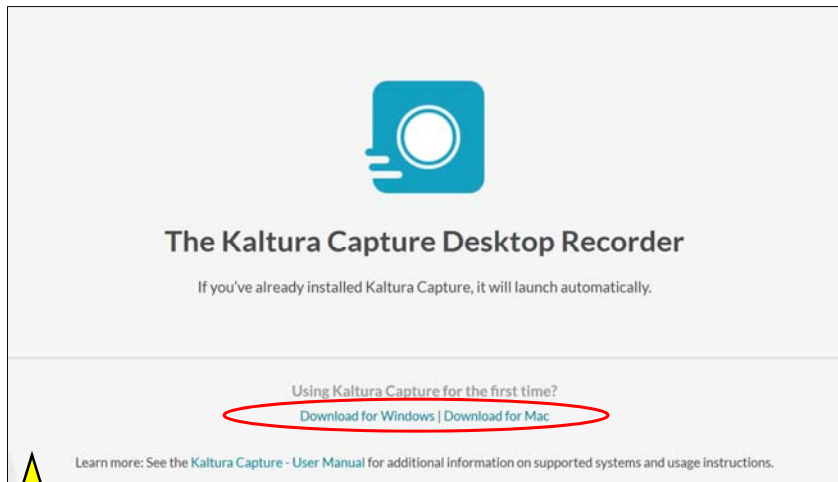 The Kaltura Capture Desktop Recorder
If you've already installed Kaltura Capture, it will launch automatically.
Using Kaltura Capture for the first time?
Download for Windows | Download for Mac
Learn more: See the Kaltura Capture - User Manual for additional information on supported systems and usage instructions.